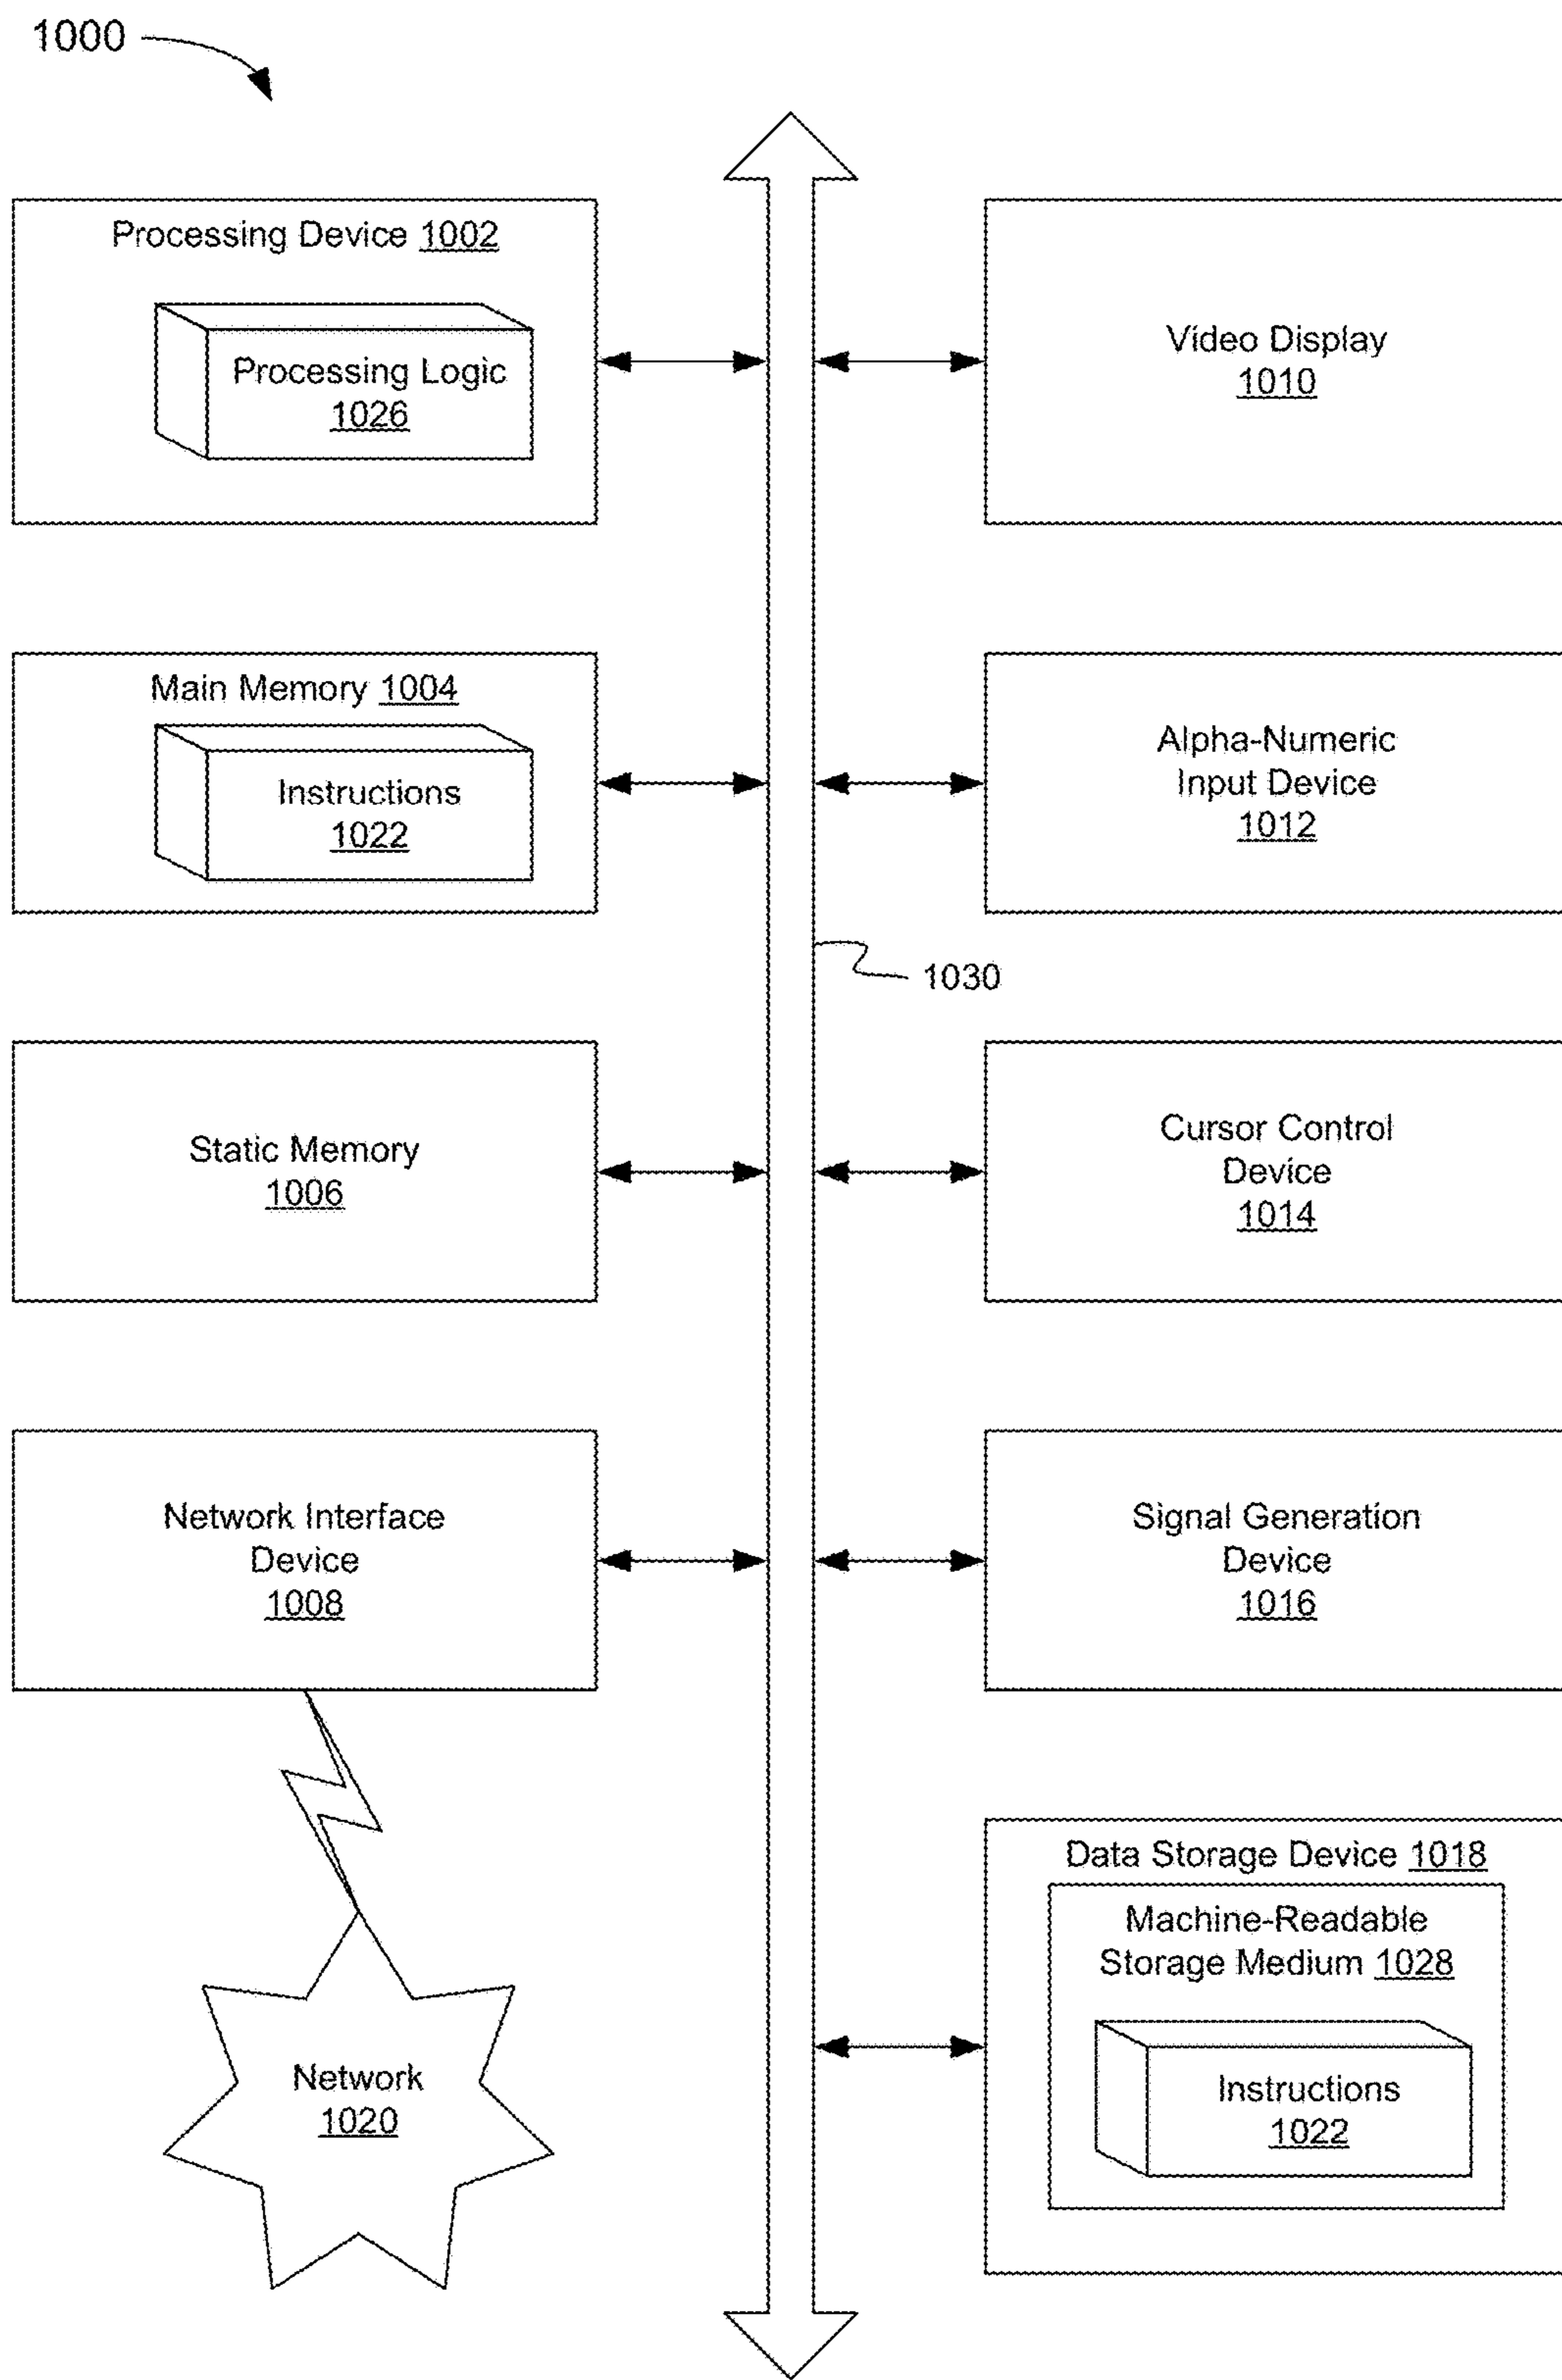 1000
Processing Device 1002
Processing Logic
1026
Video Display
1010
Main Memory 1004
Instructions
1022
Alpha-Numeric
Input Device
1012
1030
Static Memory
1006
Cursor Control
Device
1014
Network Interface
Device
1008
Signal Generation
Device
1016
Data Storage Device 1018
Machine-Readable
Storage Medium 1028
Instructions
1022
Network
1020